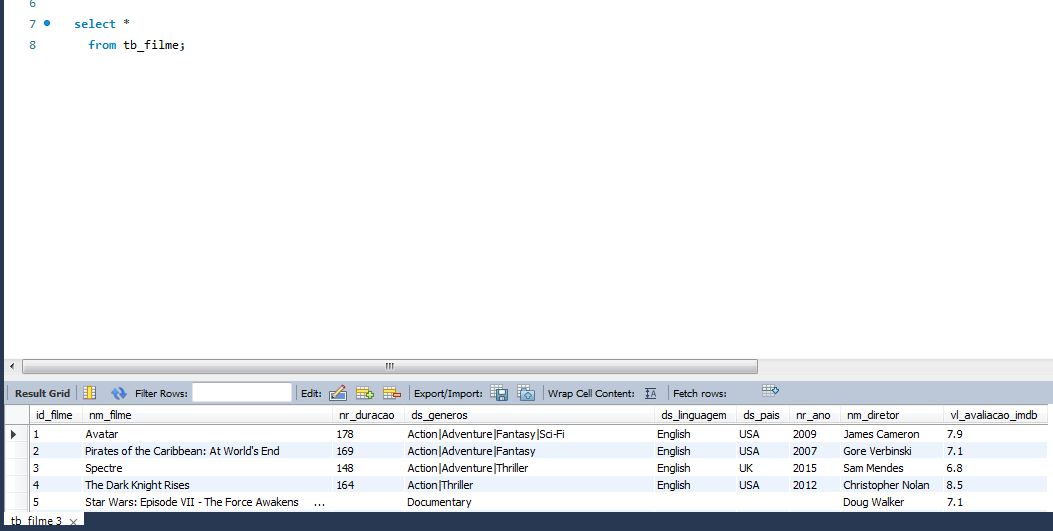 6
7 select *
8 from tb_filme;
Result Grid Filter Rows: Edit: Export/Import: Wrap Cell Content: Fetch rows:
id_filme nm_filme nr_duracao ds_generos ds_linguagem ds_pais nr_ano nm_diretor vl_avaliacao_imdb
1 Avatar 178 Action|Adventure|Fantasy|Sci-Fi English USA 2009 James Cameron 7.9
2 Pirates of the Caribbean: At World's End 169 Action|Adventure|Fantasy English USA 2007 Gore Verbinski 7.1
3 Spectre 148 Action|Adventure|Thriller English UK 2015 Sam Mendes 6.8
4 The Dark Knight Rises 164 Action|Thriller English USA 2012 Christopher Nolan 8.5
5 Star Wars: Episode VII - The Force Awakens ... Documentary Doug Walker 7.1
tb_filme 3